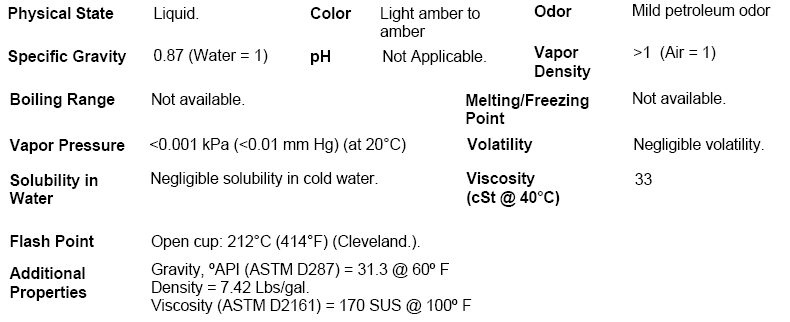 Physical State Liquid. Color Light amber to amber Odor Mild petroleum odor
Specific Gravity 0.87 (Water = 1) pH Not Applicable. Vapor Density >1 (Air = 1)
Boiling Range Not available. Melting/Freezing Point Not available.
Vapor Pressure <0.001 kPa (<0.01 mm Hg) (at 20°C) Volatility Negligible volatility.
Solubility in Water Negligible solubility in cold water. Viscosity (cSt @ 40°C) 33
Flash Point Open cup: 212°C (414°F) (Cleveland.).
Additional Properties Gravity, ºAPI (ASTM D287) = 31.3 @ 60º F
Density = 7.42 Lbs/gal.
Viscosity (ASTM D2161) = 170 SUS @ 100º F